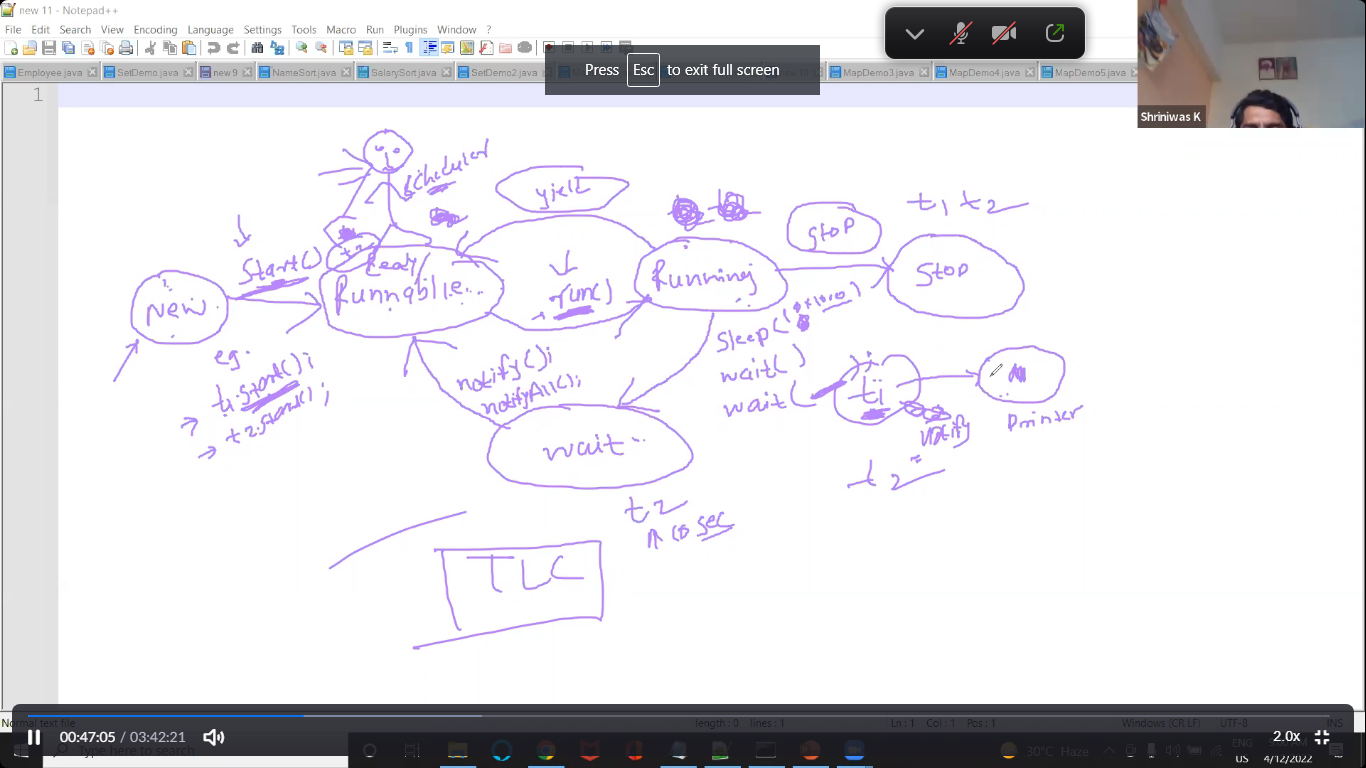 new 11 - Notepad++
File Edit Search View Encoding Language Settings Tools Macro Run Plugins Window ?
Employee.java SetDemo.java new 9 NameSort.java SalarySort.java SetDemo2.java MapDemo3.java MapDemo4.java MapDemo5.java
Press Esc to exit full screen
Shriniwas K
1
Scheduler
yield
stop
t1 t2
Start()
t2
Ready/
Runnable...
run()
Running
Stop
New
sleep(
1000)
wait()
wait(
);
t1
notify
Printer
t2
eg.
t1.Start();
t2.Start();
notify();
notifyAll();
wait...
t2
10 sec
TLC
Normal text file
length : 0 lines : 1
Ln : 1 Col : 1 Pos : 1
Windows (CR LF)
UTF-8
INS
00:47:05 / 03:42:21
2.0x
Type here to search
30°C Haze
ENG
US
4/12/2022